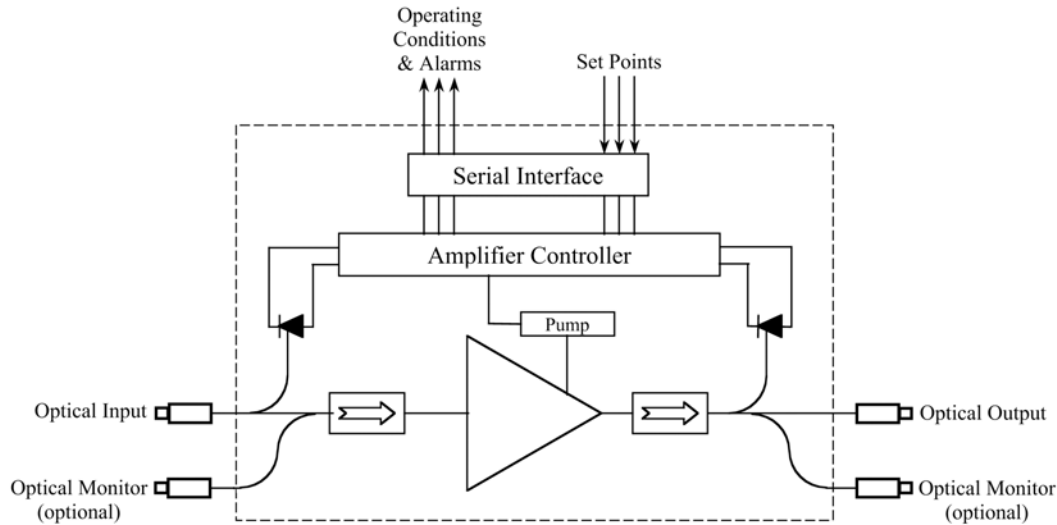 Operating
Conditions
& Alarms
Set Points
Serial Interface
Amplifier Controller
Pump
Optical Input
Optical Output
Optical Monitor
(optional)
Optical Monitor
(optional)